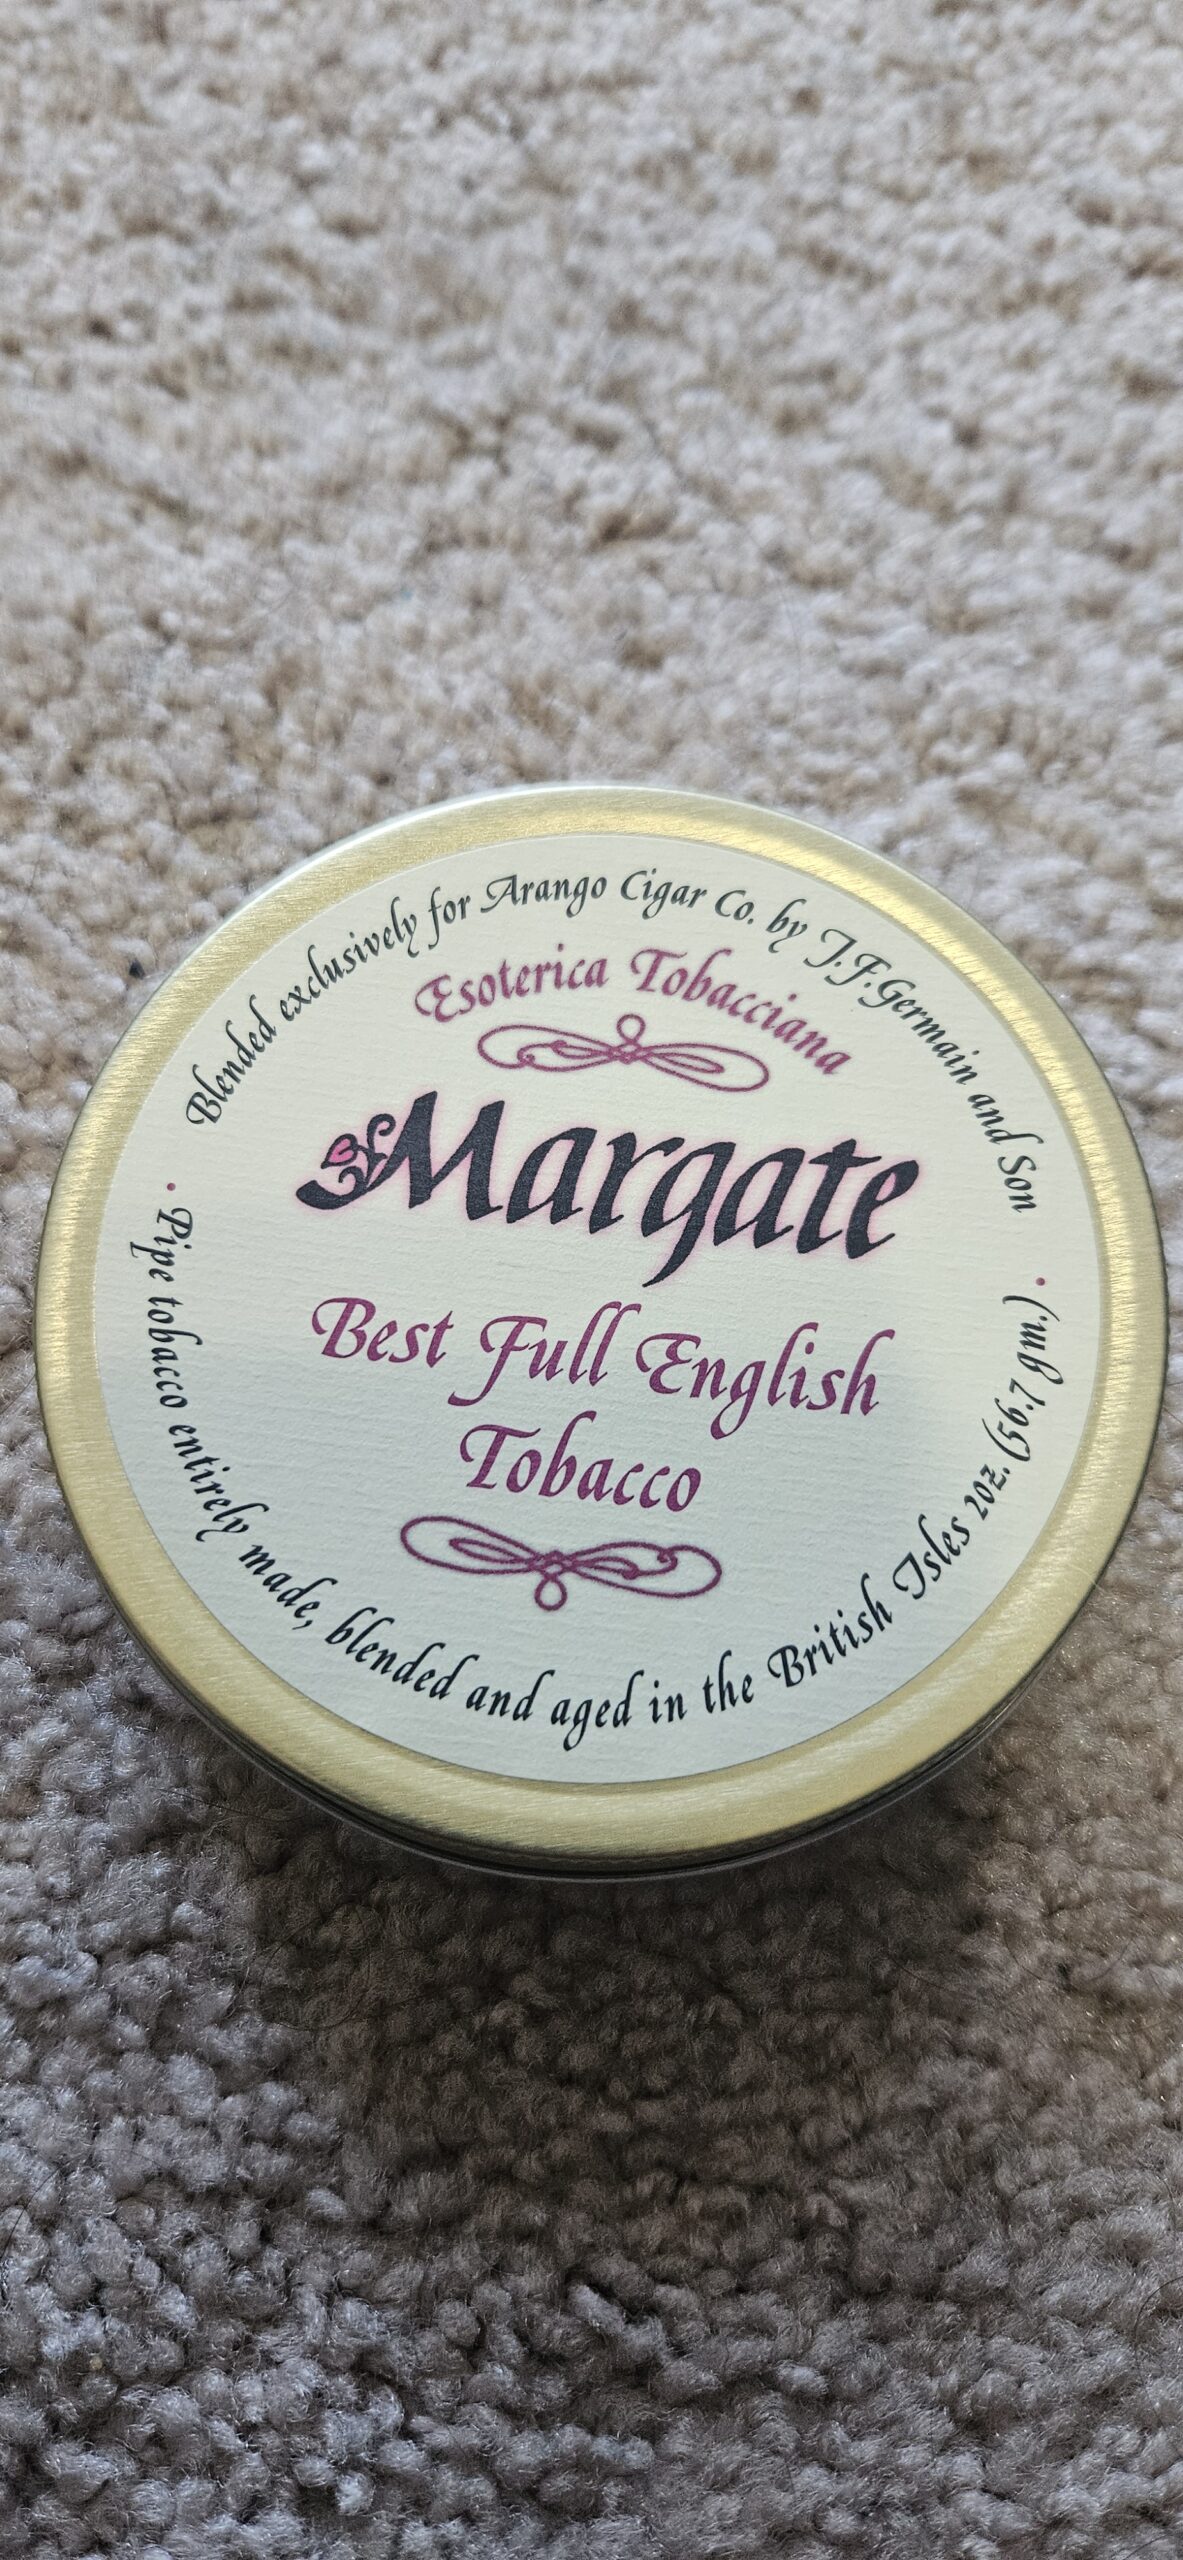 Blended exclusively for Arango Cigar Co. by J.F.Germain and Son
Esoterica Tobacciana
Margate
Best Full English
Tobacco
• Pipe tobacco entirely made, blended and aged in the British Isles 2oz. (56.7 gm.) •